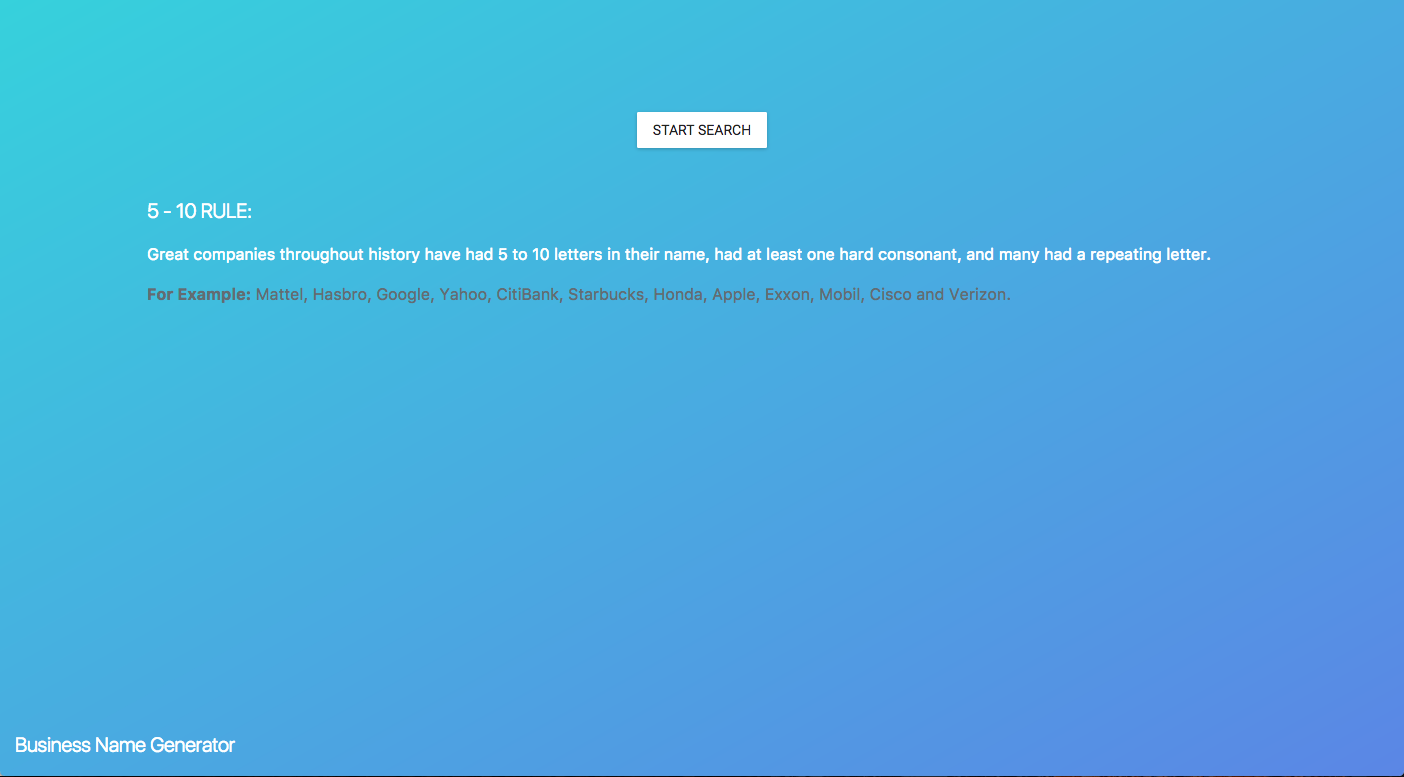 START SEARCH
5 - 10 RULE:
Great companies throughout history have had 5 to 10 letters in their name, had at least one hard consonant, and many had a repeating letter.
For Example: Mattel, Hasbro, Google, Yahoo, CitiBank, Starbucks, Honda, Apple, Exxon, Mobil, Cisco and Verizon.
Business Name Generator